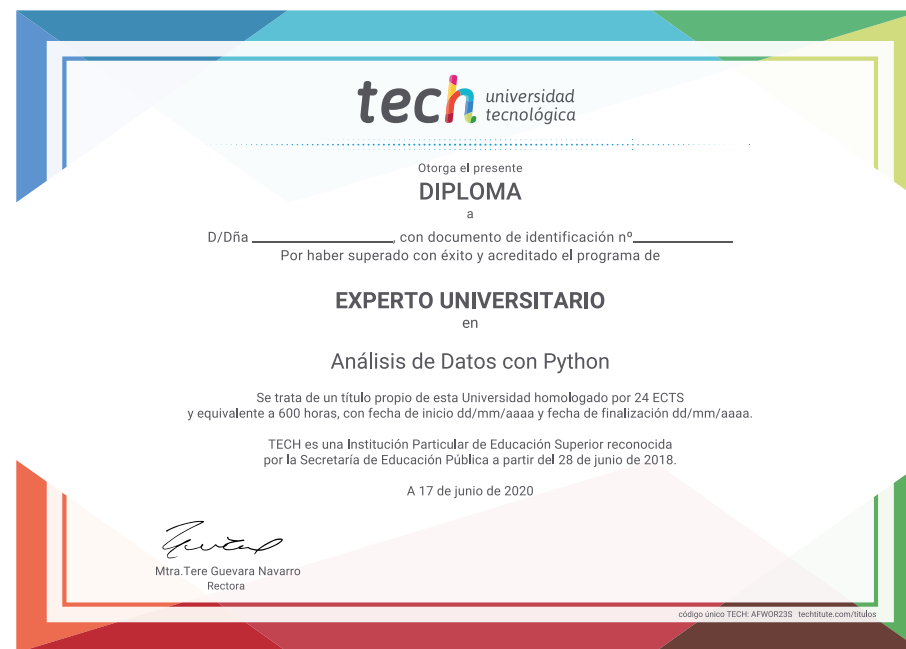 tech universidad
tecnológica
Otorga el presente
DIPLOMA
a
D/Dña ____________________, con documento de identificación nº______________
Por haber superado con éxito y acreditado el programa de
EXPERTO UNIVERSITARIO
en
Análisis de Datos con Python
Se trata de un título propio de esta Universidad homologado por 24 ECTS
y equivalente a 600 horas, con fecha de inicio dd/mm/aaaa y fecha de finalización dd/mm/aaaa.
TECH es una Institución Particular de Educación Superior reconocida
por la Secretaría de Educación Pública a partir del 28 de junio de 2018.
A 17 de junio de 2020
Mtra.Tere Guevara Navarro
Rectora
código único TECH: AFWOR23S techtitute.com/titulos